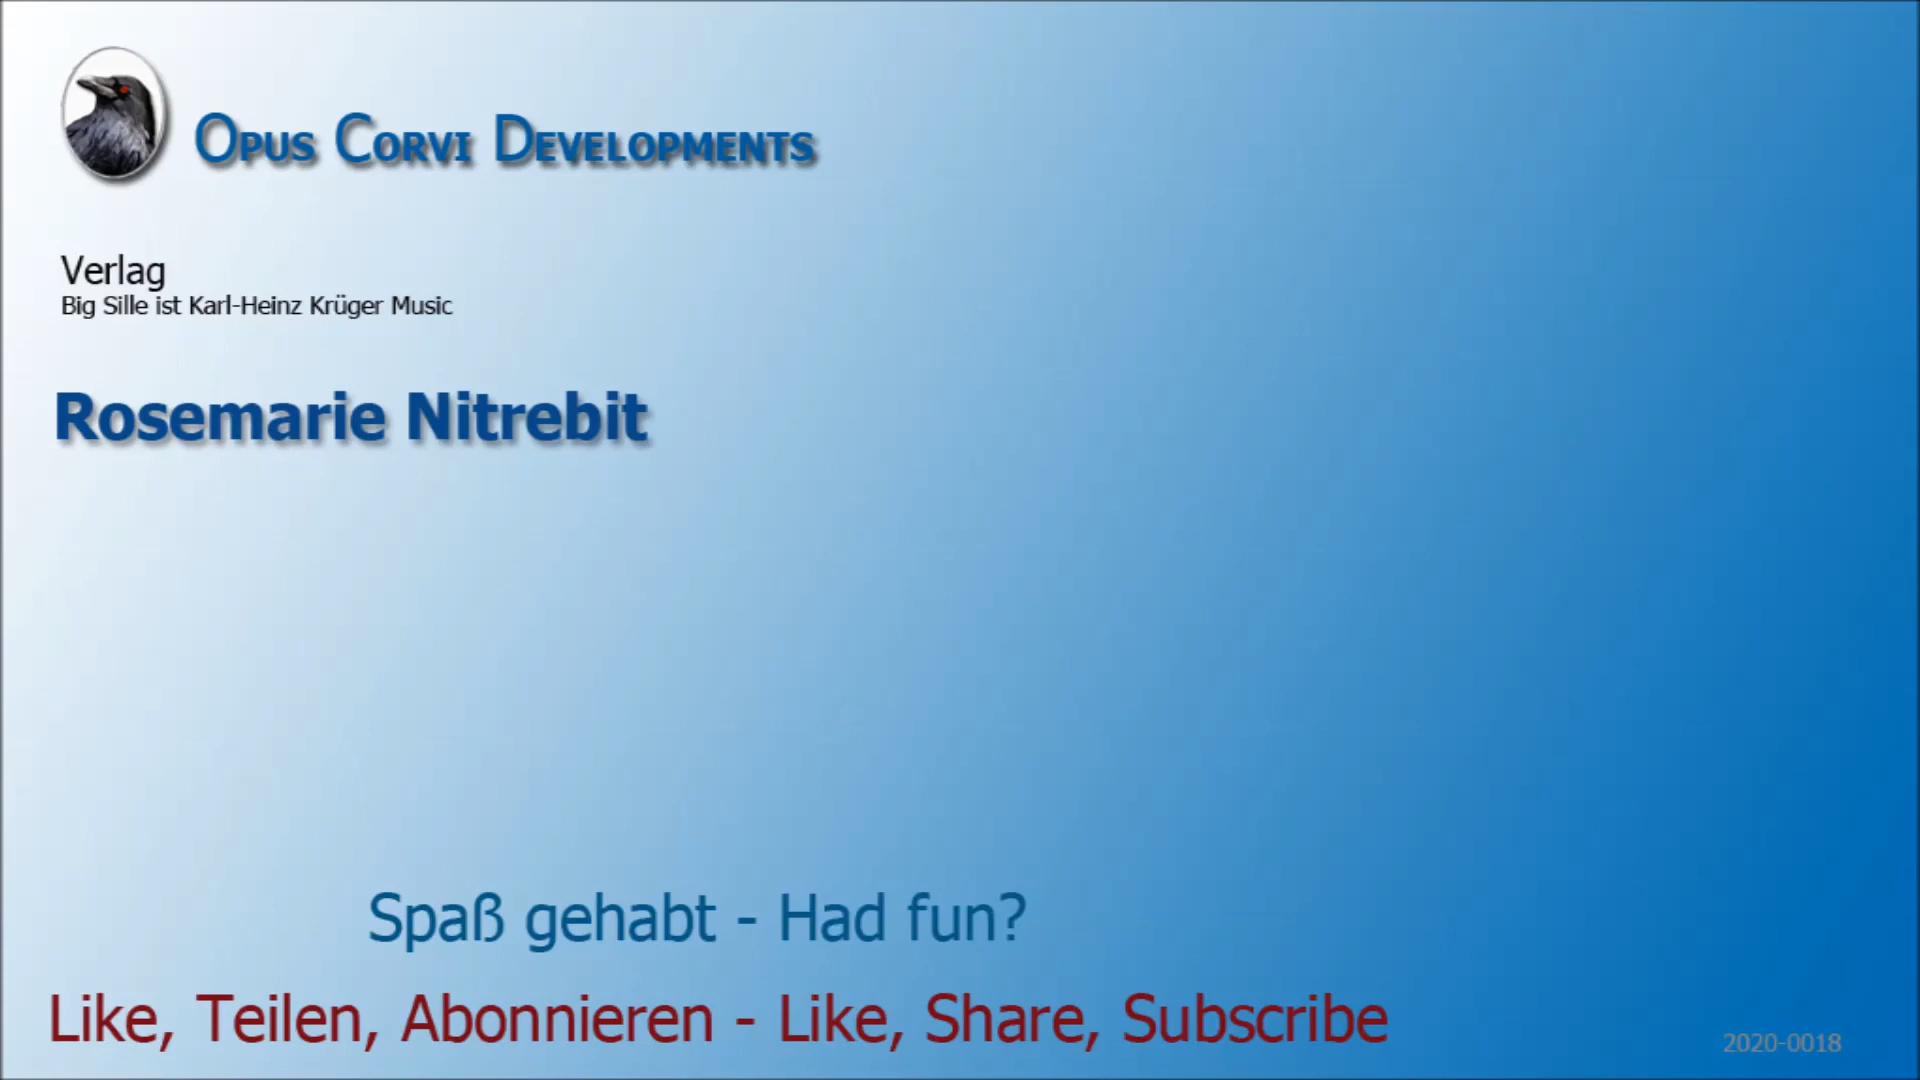 Opus Corvi Developments
Verlag
Big Sille ist Karl-Heinz Krüger Music
Rosemarie Nitrebit
Spaß gehabt - Had fun?
Like, Teilen, Abonnieren - Like, Share, Subscribe
2020-0018